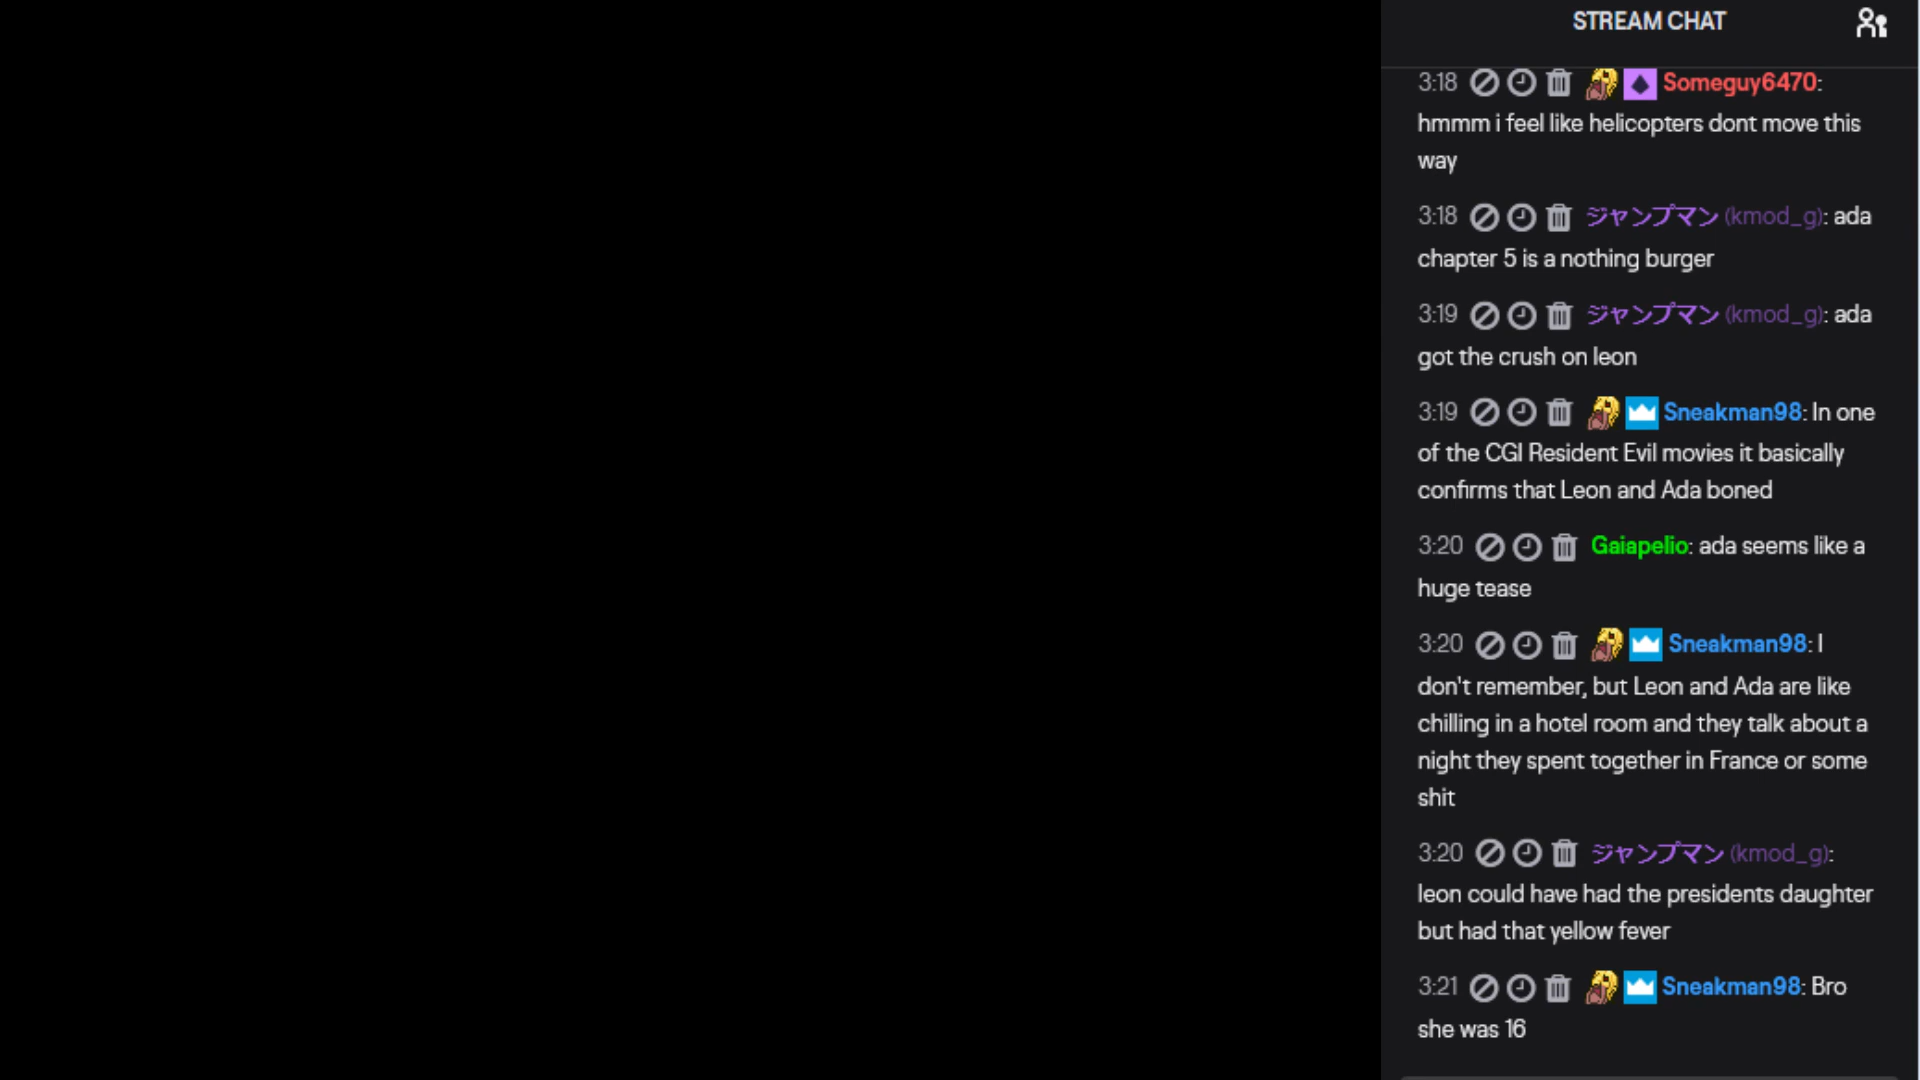 STREAM CHAT
3:18 Someguy6470:
hmmm i feel like helicopters dont move this
way
3:18 ジャンプマン (kmod_g): ada
chapter 5 is a nothing burger
3:19 ジャンプマン (kmod_g): ada
got the crush on leon
3:19 Sneakman98: In one
of the CGI Resident Evil movies it basically
confirms that Leon and Ada boned
3:20 Gaiapelio: ada seems like a
huge tease
3:20 Sneakman98: I
don't remember, but Leon and Ada are like
chilling in a hotel room and they talk about a
night they spent together in France or some
shit
3:20 ジャンプマン (kmod_g):
leon could have had the presidents daughter
but had that yellow fever
3:21 Sneakman98: Bro
she was 16